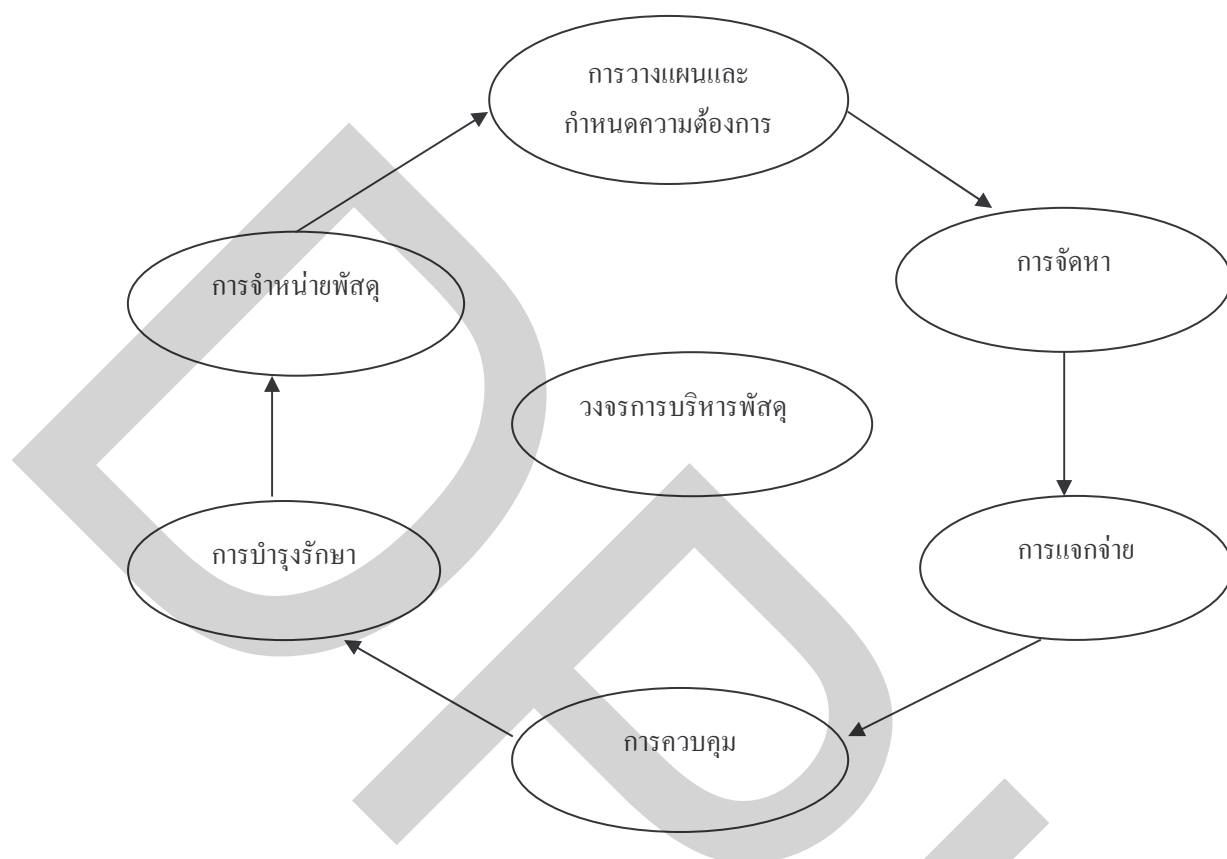 การวางแผนและ
กำหนดความต้องการ
การจัดหา
การจำหน่ายพัสดุ
วงจรการบริหารพัสดุ
การแจกจ่าย
การบำรุงรักษา
การควบคุม